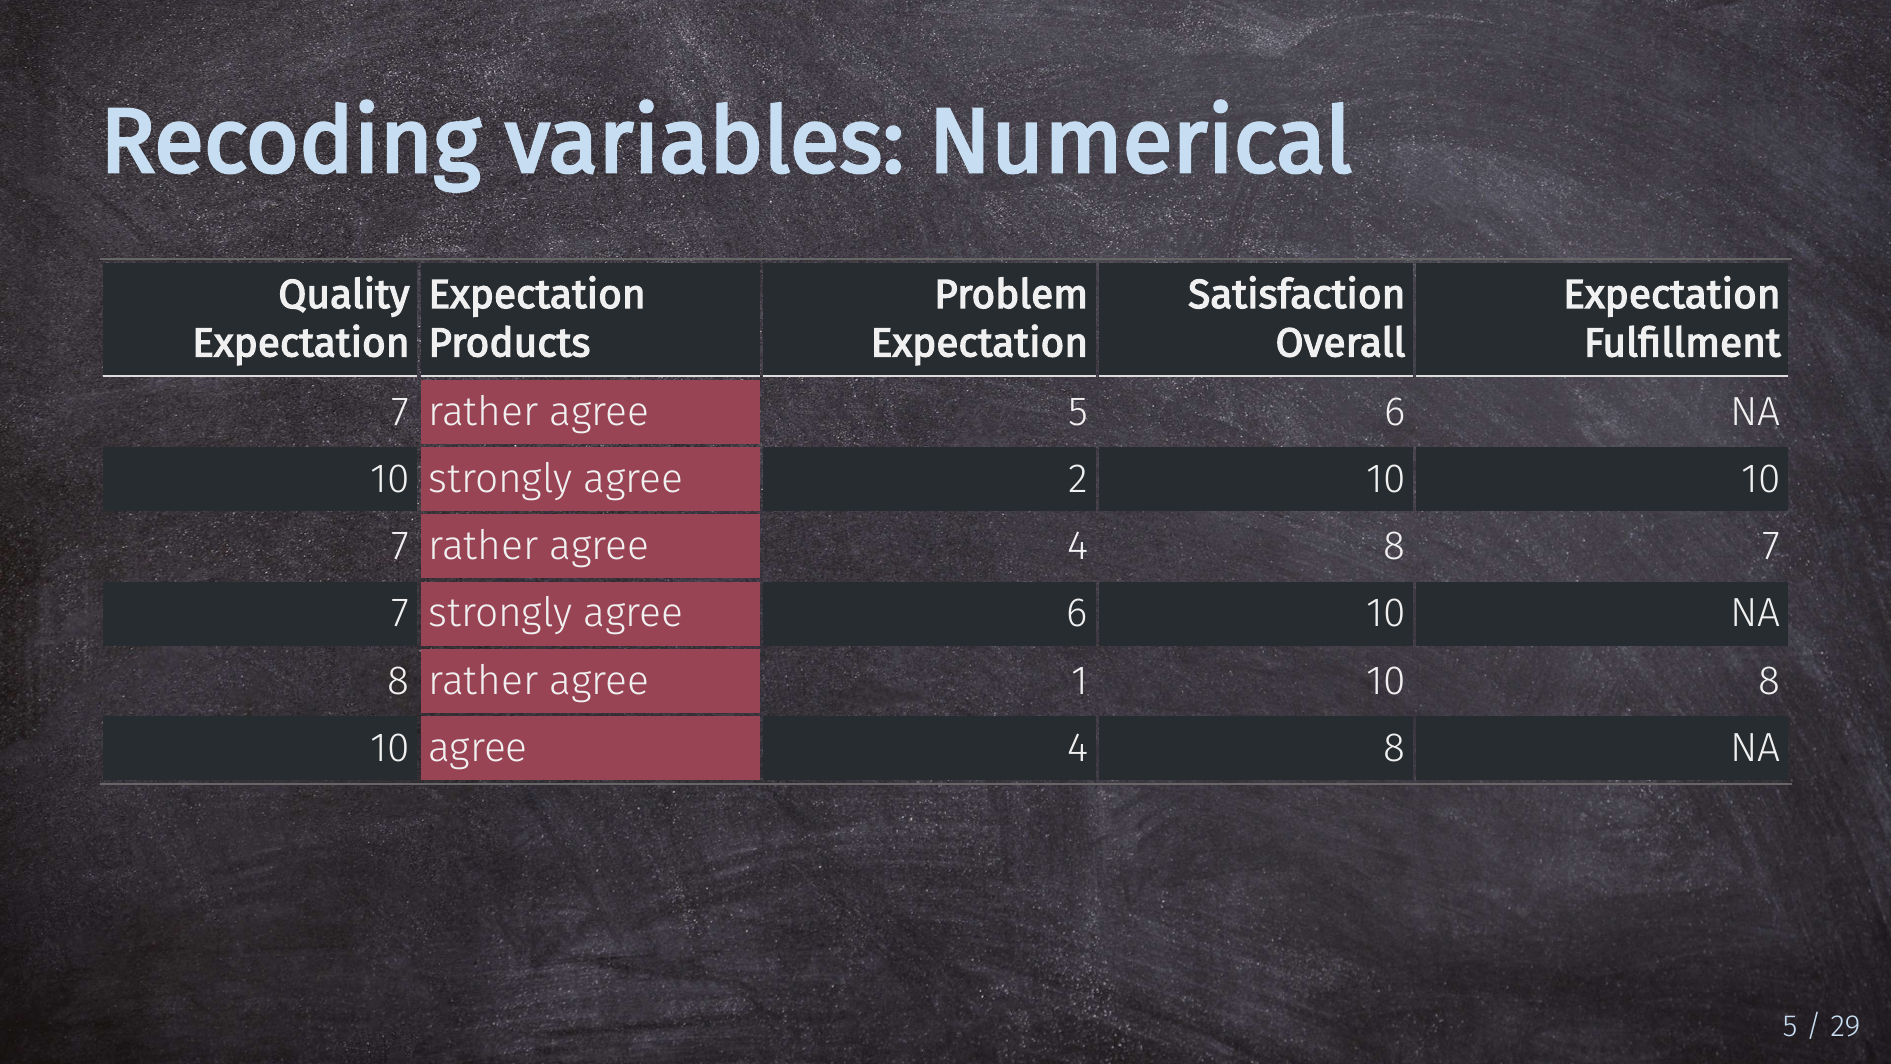 Recoding variables: Numerical
Quality Expectation Expectation Products Problem Expectation Satisfaction Overall Expectation Fulfillment
7 rather agree 5 6 NA
10 strongly agree 2 10 10
7 rather agree 4 8 7
7 strongly agree 6 10 NA
8 rather agree 1 10 8
10 agree 4 8 NA
5 / 29